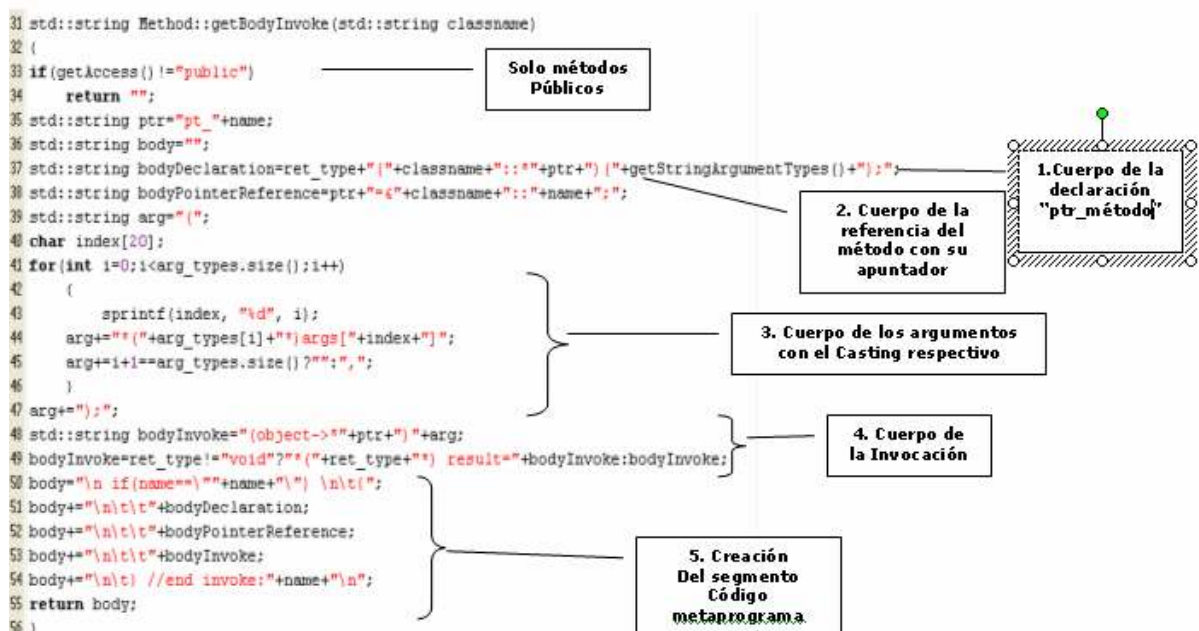 31 std::string Method::getBodyInvoke(std::string classname)
32 {
33 if(getAccess()!="public")
34 return "";
35 std::string ptr="pt_"+name;
36 std::string body="";
37 std::string bodyDeclaration=ret_type+"("+classname+"::*"+ptr+")("+getStringArgumentTypes()+");";
38 std::string bodyPointerReference=ptr+"=&"+classname+"::"+name+";";
39 std::string arg="(";
40 char index[20];
41 for(int i=0;i<arg_types.size();i++)
42 {
43 sprintf(index, "%d", i);
44 arg+="*("+arg_types[i]+"*)args["+index+"]";
45 arg+=i+1==arg_types.size()?"":",";
46 }
47 arg+=");";
48 std::string bodyInvoke="(object->*"+ptr+")"+arg;
49 bodyInvoke=ret_type!="void"?"*("+ret_type+"*) result="+bodyInvoke:bodyInvoke;
50 body="\n if(name==\""+name+"\") \n\t{";
51 body+="\n\t\t"+bodyDeclaration;
52 body+="\n\t\t"+bodyPointerReference;
53 body+="\n\t\t"+bodyInvoke;
54 body+="\n\t} //end invoke:"+name+"\n";
55 return body;
56 }
Solo métodos
Públicos
1.Cuerpo de la
declaración
"ptr_método"
2. Cuerpo de la
referencia del
método con su
apuntador
3. Cuerpo de los argumentos
con el Casting respectivo
4. Cuerpo de
la Invocación
5. Creación
Del segmento
Código
metaprograma